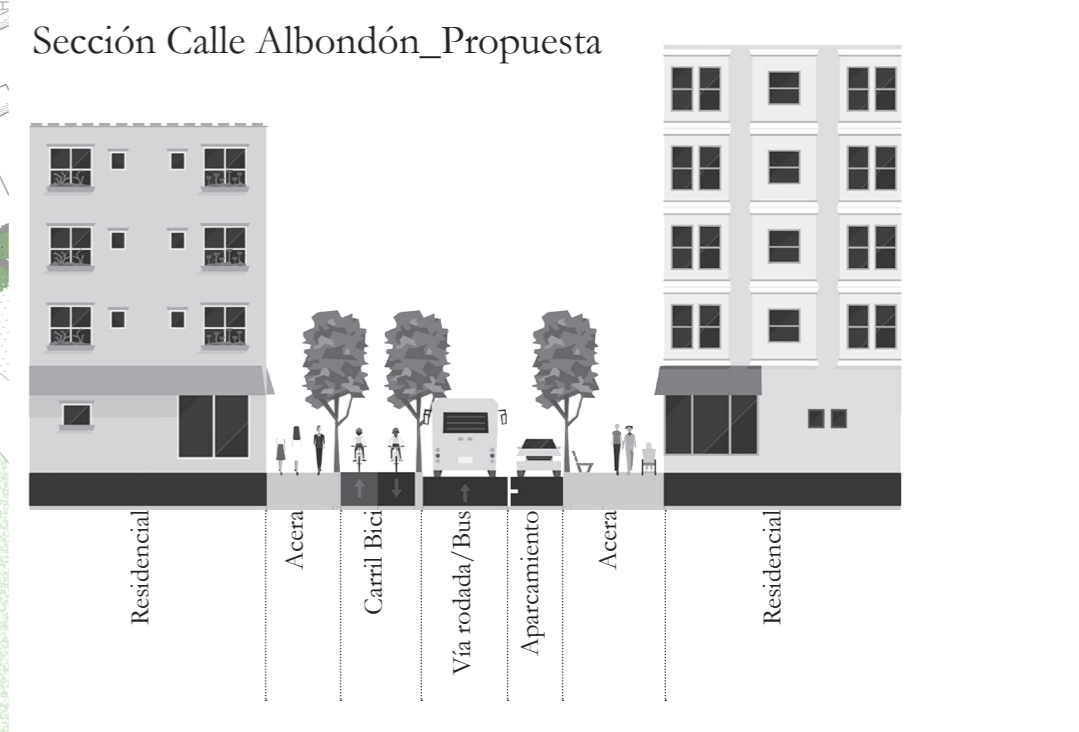 Sección Calle Albondón_Propuesta
Residencial
Acera
Carril Bici
Vía rodada/Bus
Aparcamiento
Acera
Residencial